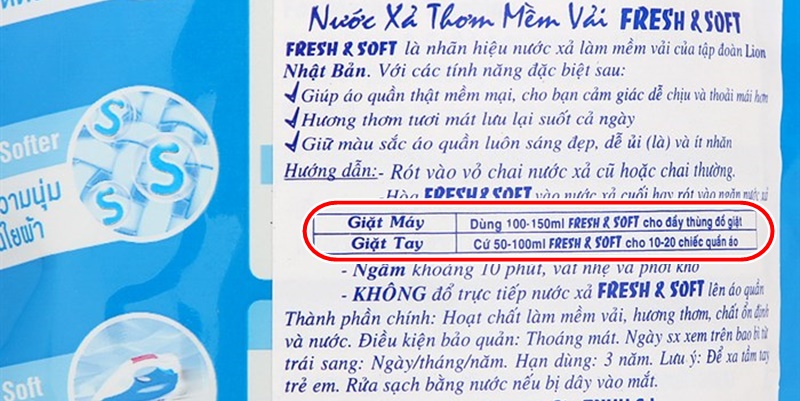 Nước Xả Thơm Mềm Vải FRESH & SOFT
FRESH & SOFT là nhãn hiệu nước xả làm mềm vải của tập đoàn Lion
Nhật Bản. Với các tính năng đặc biệt sau:
Giúp áo quần thật mềm mại, cho bạn cảm giác dễ chịu và thoải mái hơn
Hương thơm tươi mát lưu lại suốt cả ngày
Giữ màu sắc áo quần luôn sáng đẹp, dễ ủi (là) và ít nhăn
Hướng dẫn:- Rót vào vỏ chai nước xả cũ hoặc chai thường.
- Hòa FRESH & SOFT vào nước xả cuối hay rót vào ngăn nước xả
Giặt Máy Dùng 100-150ml FRESH & SOFT cho đầy thùng đồ giặt
Giặt Tay Cứ 50-100ml FRESH & SOFT cho 10-20 chiếc quần áo
- Ngâm khoảng 10 phút, vắt nhẹ và phơi khô
- KHÔNG đổ trực tiếp nước xả FRESH & SOFT lên áo quần
Thành phần chính: Hoạt chất làm mềm vải, hương thơm, chất ổn định
và nước. Điều kiện bảo quản: Thoáng mát. Ngày sx xem trên bao bì từ
trái sang: Ngày/tháng/năm. Hạn dùng: 3 năm. Lưu ý: Để xa tầm tay
trẻ em. Rửa sạch bằng nước nếu bị dây vào mắt.
Softer
S
S
S
วามนุ่ม
Soft